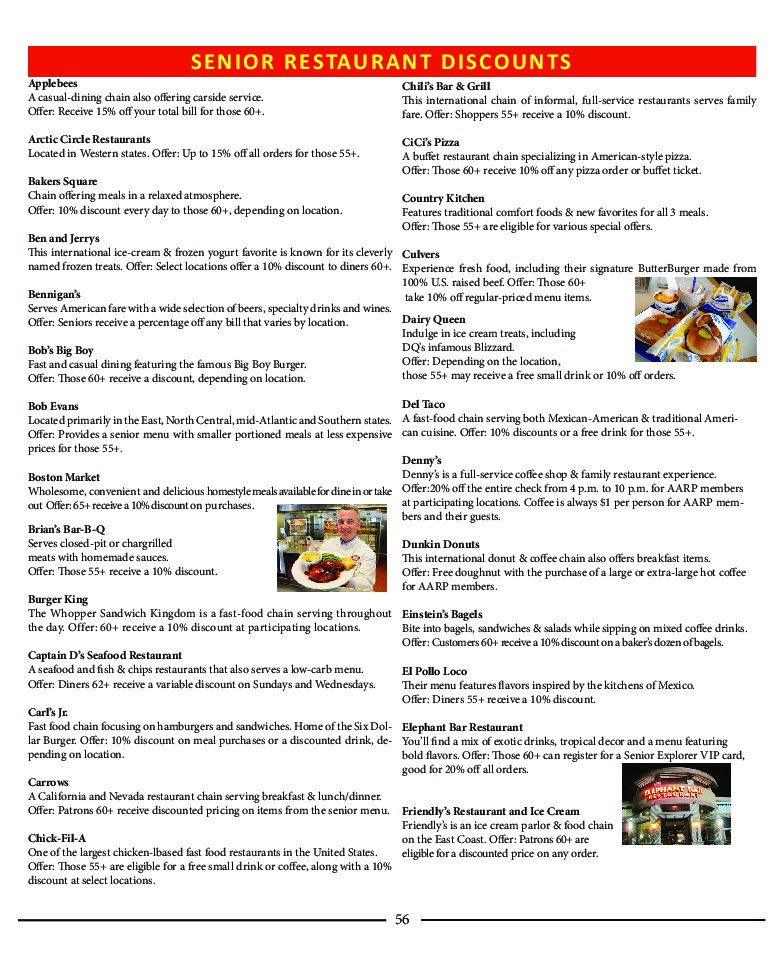 SENIOR RESTAURANT DISCOUNTS
Applebees
A casual-dining chain also offering carside service.
Offer: Receive 15% off your total bill for those 60+.
Arctic Circle Restaurants
Located in Western states. Offer: Up to 15% off all orders for those 55+.
Bakers Square
Chain offering meals in a relaxed atmosphere.
Offer: 10% discount every day to those 60+, depending on location.
Ben and Jerrys
This international ice-cream & frozen yogurt favorite is known for its cleverly
named frozen treats. Offer: Select locations offer a 10% discount to diners 60+.
Bennigan's
Serves American fare with a wide selection of beers, specialty drinks and wines.
Offer: Seniors receive a percentage off any bill that varies by location.
Bob's Big Boy
Fast and casual dining featuring the famous Big Boy Burger.
Offer: Those 60+ receive a discount, depending on location.
Bob Evans
Located primarily in the East, North Central, mid-Atlantic and Southern states.
Offer: Provides a senior menu with smaller portioned meals at less expensive
prices for those 55+.
Boston Market
Wholesome, convenient and delicious homestyle meals available for dine in or take
out Offer: 65+ receive a 10% discount on purchases.
Brian's Bar-B-Q
Serves closed-pit or chargrilled
meats with homemade sauces.
Offer: Those 55+ receive a 10% discount.
Burger King
The Whopper Sandwich Kingdom is a fast-food chain serving throughout
the day. Offer: 60+ receive a 10% discount at participating locations.
Captain D's Seafood Restaurant
A seafood and fish & chips restaurants that also serves a low-carb menu.
Offer: Diners 62+ receive a variable discount on Sundays and Wednesdays.
Carl's Jr.
Fast food chain focusing on hamburgers and sandwiches. Home of the Six Dol-
lar Burger. Offer: 10% discount on meal purchases or a discounted drink, de-
pending on location.
Carrows
A California and Nevada restaurant chain serving breakfast & lunch/dinner.
Offer: Patrons 60+ receive discounted pricing on items from the senior menu.
Chick-Fil-A
One of the largest chicken-lbased fast food restaurants in the United States.
Offer: Those 55+ are eligible for a free small drink or coffee, along with a 10%
discount at select locations.
Chili's Bar & Grill
This international chain of informal, full-service restaurants serves family
fare. Offer: Shoppers 55+ receive a 10% discount.
CiCi's Pizza
A buffet restaurant chain specializing in American-style pizza.
Offer: Those 60+ receive 10% off any pizza order or buffet ticket.
Country Kitchen
Features traditional comfort foods & new favorites for all 3 meals.
Offer: Those 55+ are eligible for various special offers.
Culvers
Experience fresh food, including their signature ButterBurger made from
100% U.S. raised beef. Offer: Those 60+
take 10% off regular-priced menu items.
Dairy Queen
Indulge in ice cream treats, including
DQ's infamous Blizzard.
Offer: Depending on the location,
those 55+ may receive a free small drink or 10% off orders.
Del Taco
A fast-food chain serving both Mexican-American & traditional Ameri-
can cuisine. Offer: 10% discounts or a free drink for those 55+.
Denny's
Denny's is a full-service coffee shop & family restaurant experience.
Offer:20% off the entire check from 4 p.m. to 10 p.m. for AARP members
at participating locations. Coffee is always $1 per person for AARP mem-
bers and their guests.
Dunkin Donuts
This international donut & coffee chain also offers breakfast items.
Offer: Free doughnut with the purchase of a large or extra-large hot coffee
for AARP members.
Einstein's Bagels
Bite into bagels, sandwiches & salads while sipping on mixed coffee drinks.
Offer: Customers 60+ receive a 10% discount on a baker's dozen of bagels.
El Pollo Loco
Their menu features flavors inspired by the kitchens of Mexico.
Offer: Diners 55+ receive a 10% discount.
Elephant Bar Restaurant
You'll find a mix of exotic drinks, tropical decor and a menu featuring
bold flavors. Offer: Those 60+ can register for a Senior Explorer VIP card,
good for 20% off all orders.
ELEPHANT BAR
RESTAURANT
Friendly's Restaurant and Ice Cream
Friendly's is an ice cream parlor & food chain
on the East Coast. Offer: Patrons 60+ are
eligible for a discounted price on any order.
56